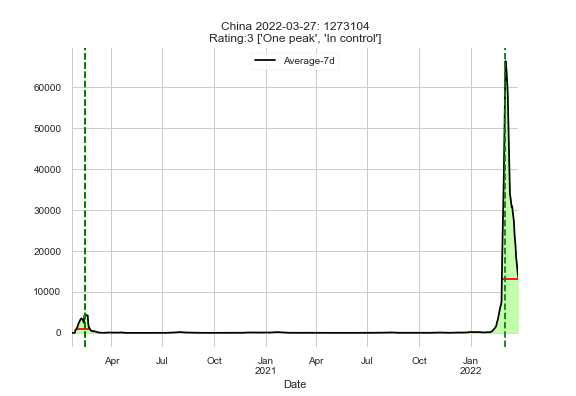 China 2022-03-27: 1273104
Rating:3 ['One peak', 'In control']
Average-7d
60000
50000
40000
30000
20000
10000
0
Apr Jul Oct Jan Apr Jul Oct Jan
2021 2022
Date